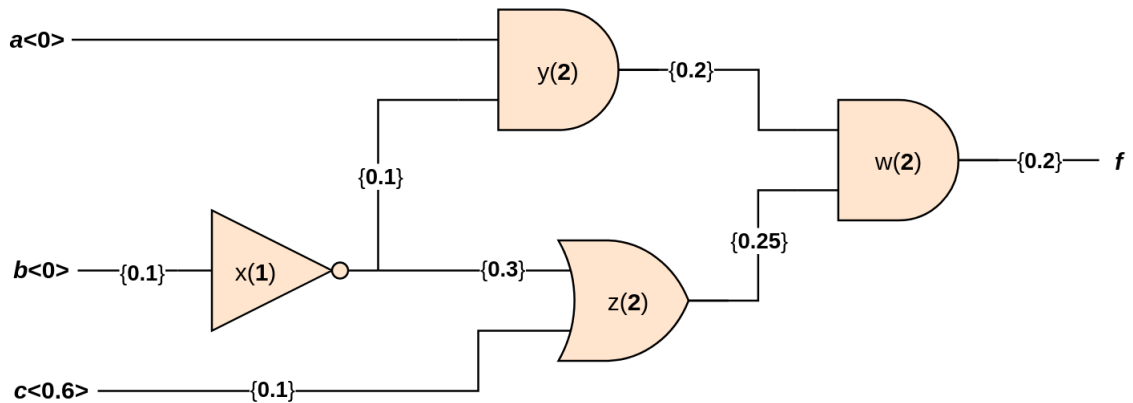 a<0>
y(2)
{0.2}
w(2)
{0.2}
f
{0.1}
{0.25}
b<0>
{0.1}
x(1)
{0.3}
z(2)
c<0.6>
{0.1}